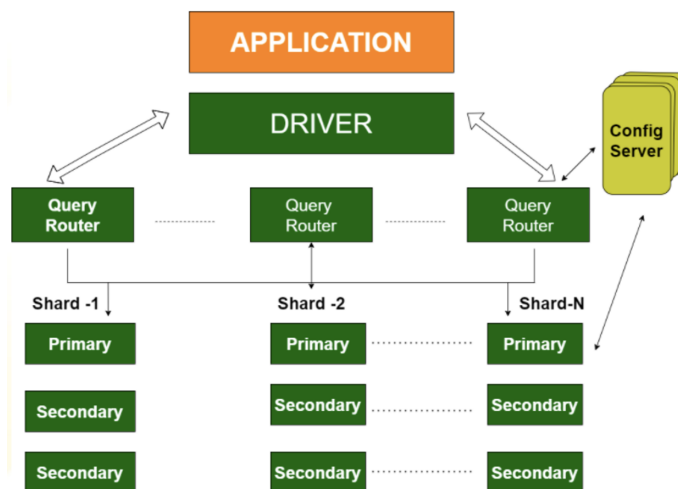 APPLICATION
DRIVER
Config
Server
Query
Router
Query
Router
Query
Router
Shard -1
Shard -2
Shard-N
Primary
Primary
Primary
Secondary
Secondary
Secondary
Secondary
Secondary
Secondary